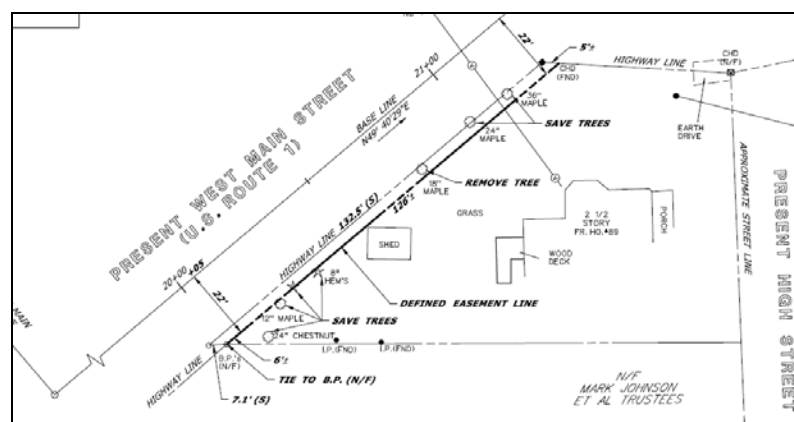 22'
5'±
HIGHWAY LINE
CHD
(N/F)
CHD
(FND)
21+00
BASE LINE
N49° 40'29"E
PRESENT WEST MAIN STREET
(U.S. ROUTE 1)
36"
MAPLE
24"
MAPLE
SAVE TREES
EARTH
DRIVE
18"
MAPLE
REMOVE TREE
APPROXIMATE STREET LINE
PRESENT HIGH STREET
HIGHWAY LINE 132.5' (S)
126'±
GRASS
SHED
2 1/2
STORY
FR. HO.#89
PORCH
WOOD
DECK
20+00
+05
22'
8"
HEM'S
DEFINED EASEMENT LINE
12" MAPLE
SAVE TREES
24" CHESTNUT
MAIN
I.P.(FND)
I.P.(FND)
B.P.'s
(N/F)
6'±
TIE TO B.P. (N/F)
HIGHWAY LINE
7.1' (S)
N/F
MARK JOHNSON
ET AL TRUSTEES